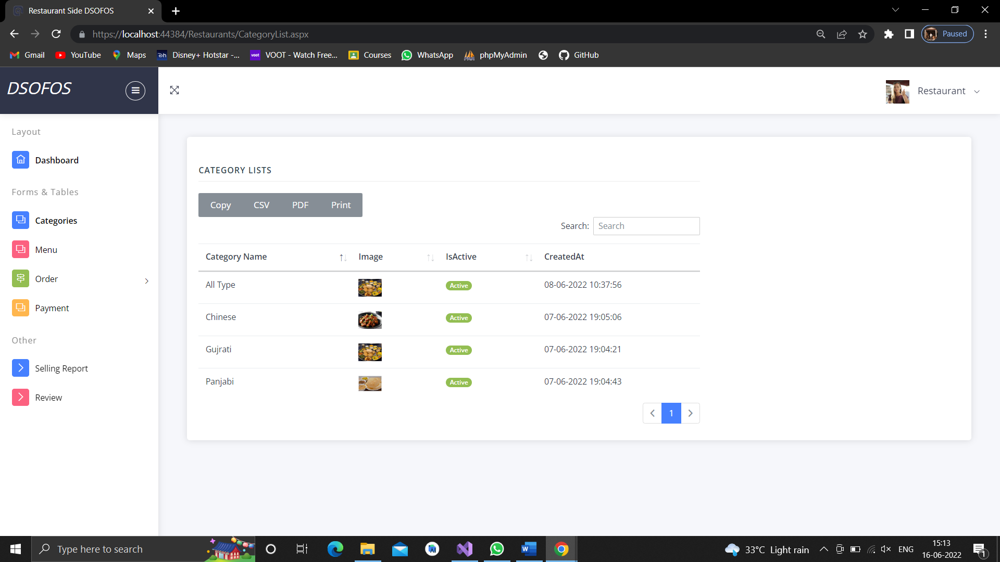 Restaurant Side DSOFOS
https://localhost:44384/Restaurants/CategoryList.aspx
Paused
Gmail YouTube Maps Disney+ Hotstar -... VOOT - Watch Free... Courses WhatsApp phpMyAdmin GitHub
DSOFOS
Restaurant
Layout
Dashboard
Forms & Tables
Categories
Menu
Order
Payment
Other
Selling Report
Review
CATEGORY LISTS
Copy CSV PDF Print
Search: Search
Category Name Image IsActive CreatedAt
All Type Active 08-06-2022 10:37:56
Chinese Active 07-06-2022 19:05:06
Gujrati Active 07-06-2022 19:04:21
Panjabi Active 07-06-2022 19:04:43
1
Type here to search
33°C Light rain
ENG
15:13
16-06-2022
1